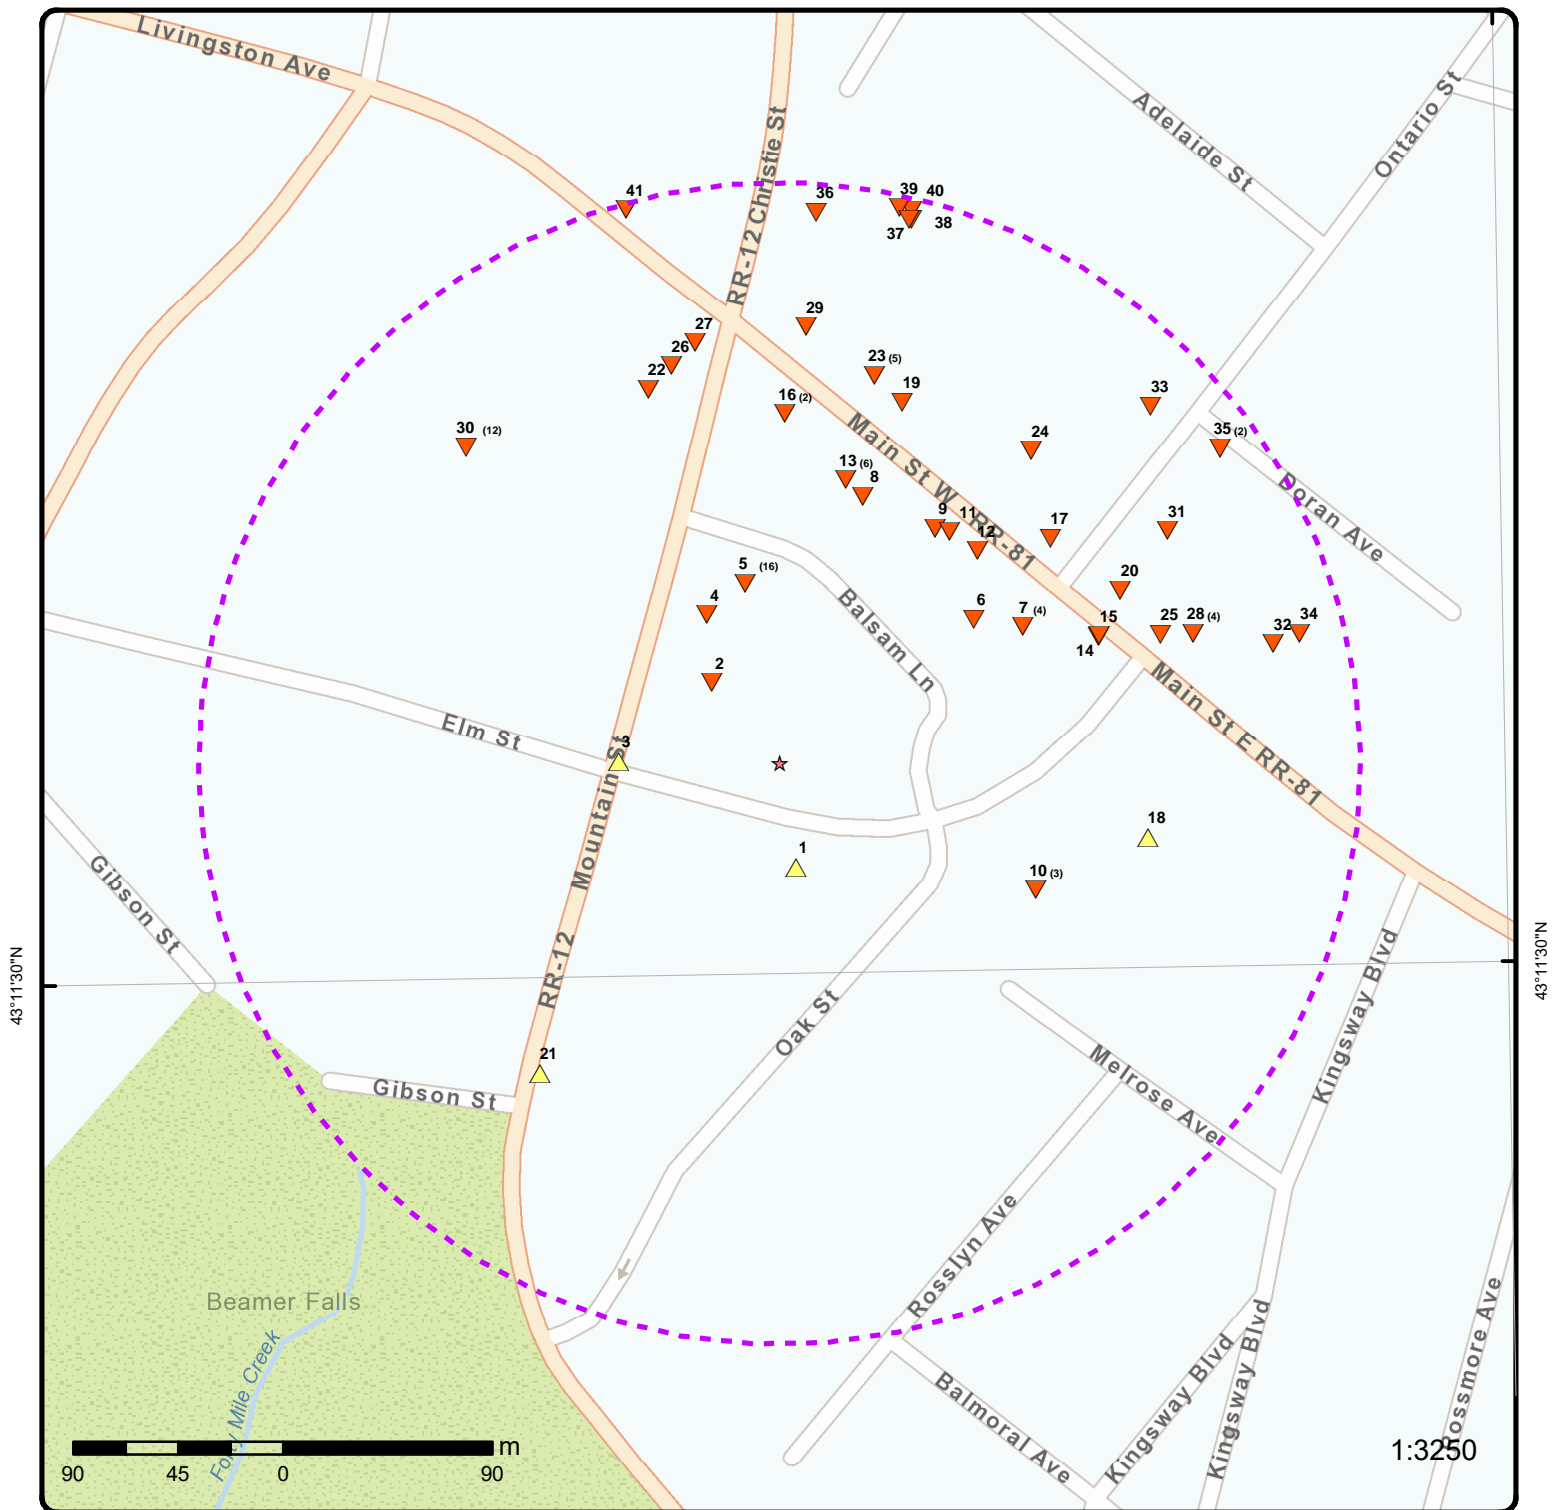 Livingston Ave
RR-12 Christie St
Adelaide St
Ontario St
41
36
39
40
37
38
27
29
26
22
23 (5)
19
16 (2)
33
30 (12)
24
35 (2)
Main St W RR-81
13 (6)
8
Doran Ave
9
11
12
17
31
5 (16)
20
4
Balsam Ln
6
7 (4)
15
14
25
28 (4)
32
34
2
Main St E RR-81
Elm St
3
RR-12 Mountain St
18
1
10 (3)
Gibson St
43°11'30"N
43°11'30"N
Kingsway Blvd
Oak St
21
Gibson St
Melrose Ave
Rosslyn Ave
Beamer Falls
Forty Mile Creek
Balmoral Ave
Kingsway Blvd
Kingsway Blvd
Rossmore Ave
m
90 45 0 90
1:3250